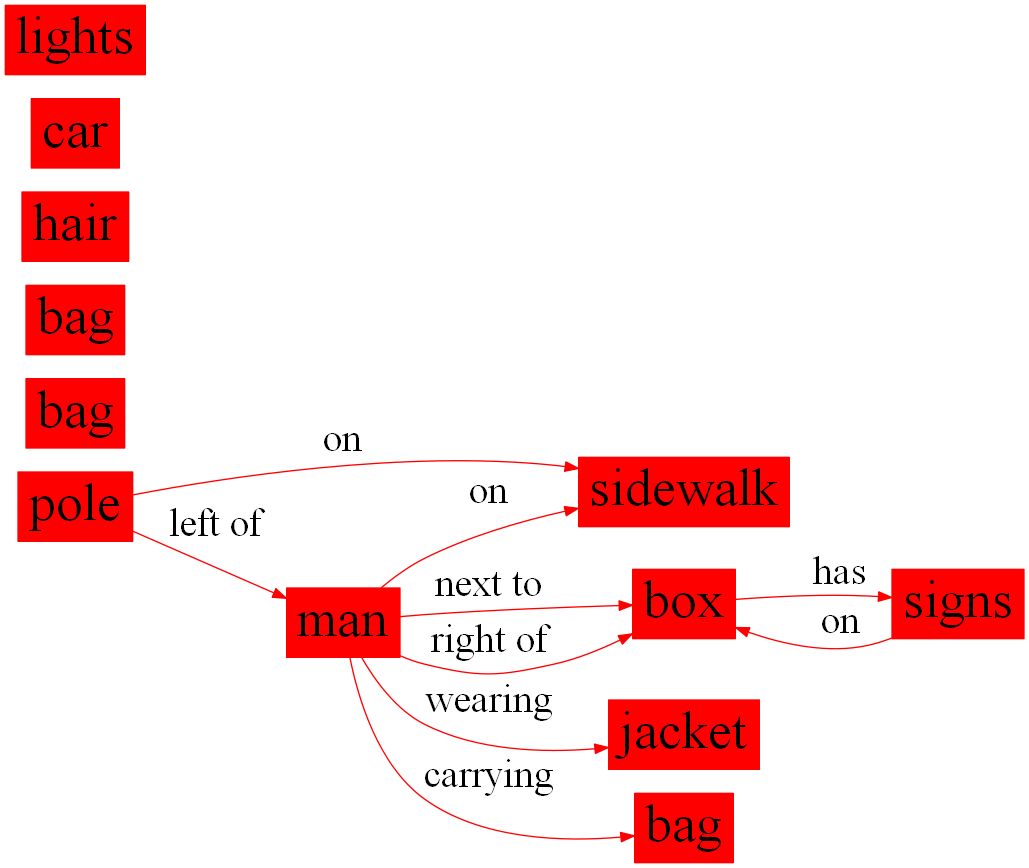 lights
car
hair
bag
bag
pole
on
left of
sidewalk
on
man
next to
right of
box
has
on
signs
wearing
jacket
carrying
bag